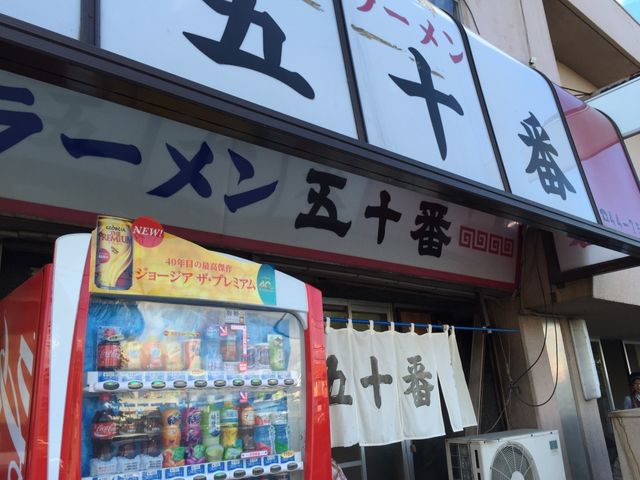 ラーメン
五十番
ラーメン 五十番
NEW!
GEORGIA
THE
PREMIUM
40年目の最高傑作
ジョージア ザ・プレミアム
五十番
Coca-Cola